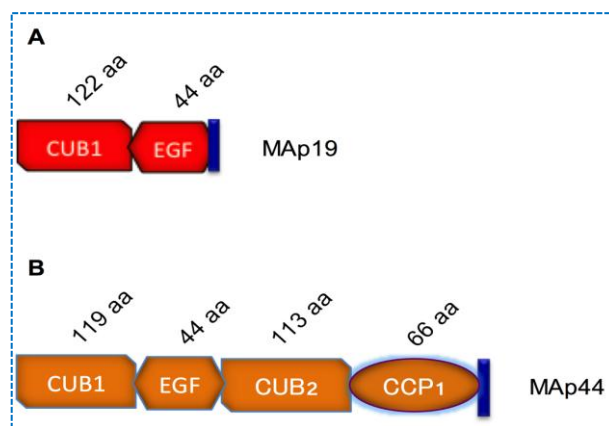 A
122 aa 44 aa
CUB1 EGF MAp19
B
119 aa 44 aa 113 aa 66 aa
CUB1 EGF CUB2 CCP1 MAp44